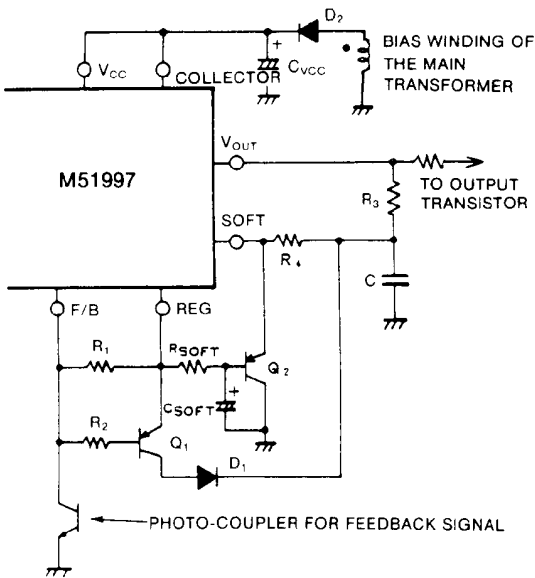 D2
BIAS WINDING OF
THE MAIN
TRANSFORMER
+
VCC
COLLECTOR
CVCC
M51997
VOUT
TO OUTPUT
TRANSISTOR
R3
SOFT
R4
C
F/B
REG
R1
RSOFT
Q2
+
CSOFT
R2
Q1
D1
PHOTO-COUPLER FOR FEEDBACK SIGNAL